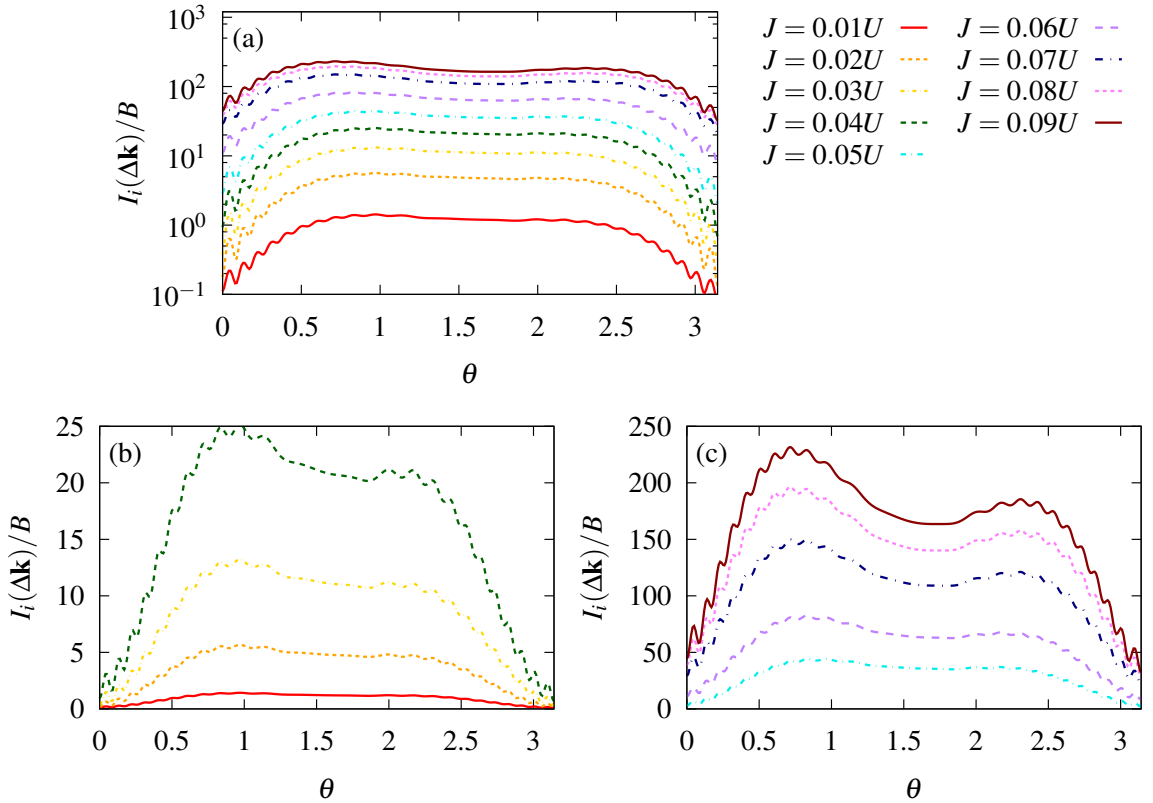 (a)
I_i(Δk)/B
10^3
10^2
10^1
10^0
10^−1
0 0.5 1 1.5 2 2.5 3
θ
J = 0.01U
J = 0.02U
J = 0.03U
J = 0.04U
J = 0.05U
J = 0.06U
J = 0.07U
J = 0.08U
J = 0.09U
(b)
I_i(Δk)/B
25
20
15
10
5
0
0 0.5 1 1.5 2 2.5 3
θ
(c)
I_i(Δk)/B
250
200
150
100
50
0
0 0.5 1 1.5 2 2.5 3
θ